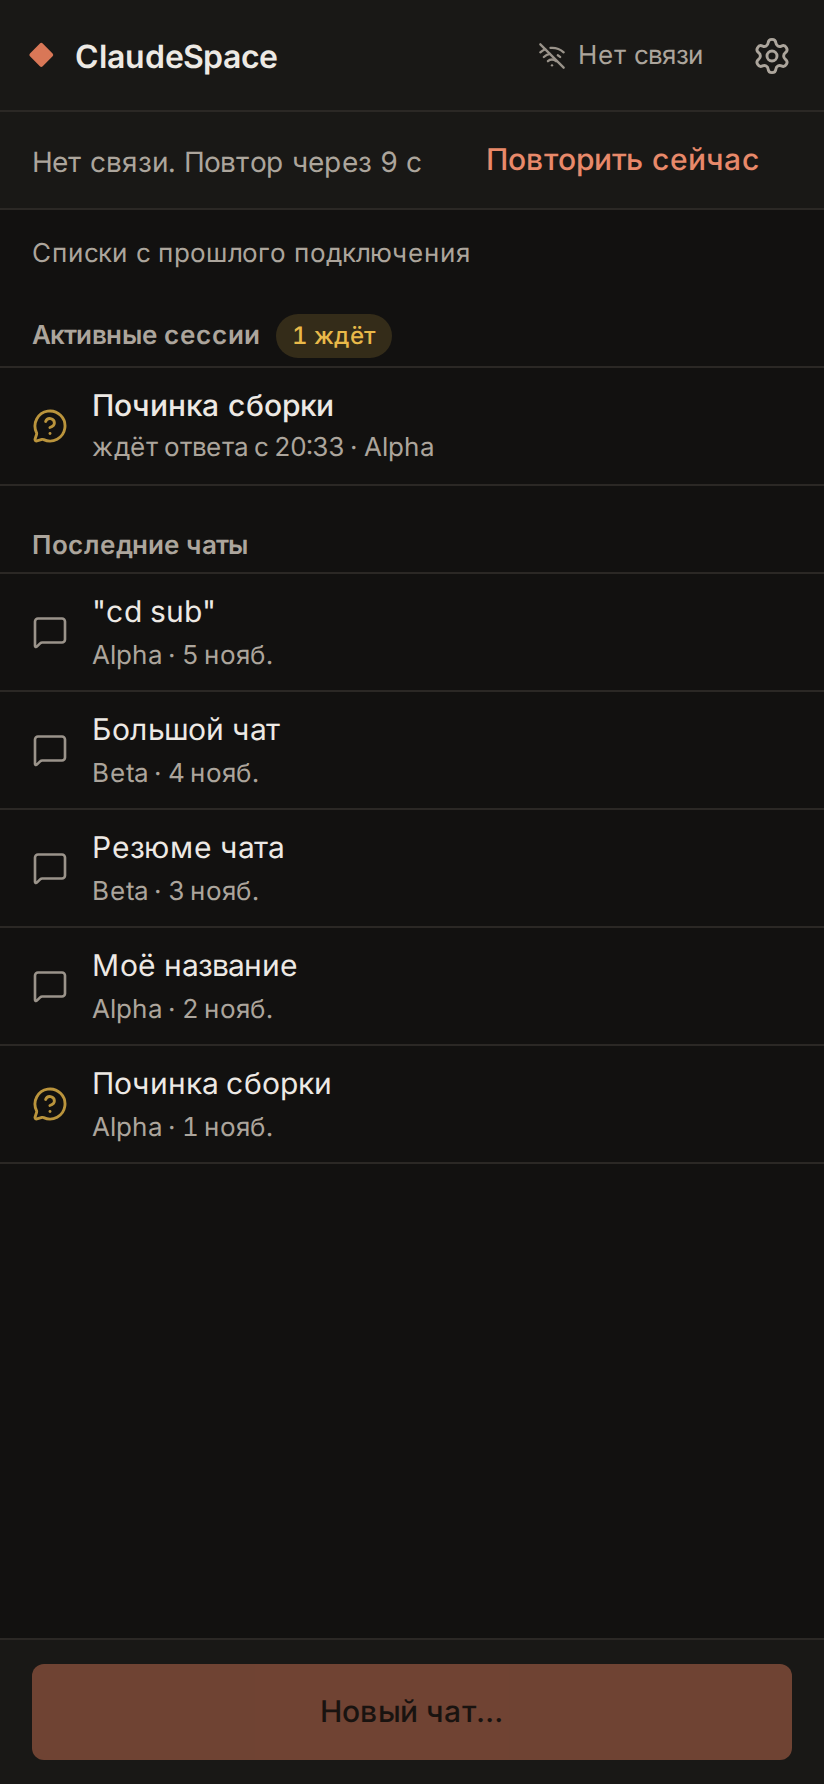 ClaudeSpace
Нет связи
Нет связи. Повтор через 9 с
Повторить сейчас
Списки с прошлого подключения
Активные сессии
1 ждёт
Починка сборки
ждёт ответа с 20:33 · Alpha
Последние чаты
"cd sub"
Alpha · 5 нояб.
Большой чат
Beta · 4 нояб.
Резюме чата
Beta · 3 нояб.
Моё название
Alpha · 2 нояб.
Починка сборки
Alpha · 1 нояб.
Новый чат...